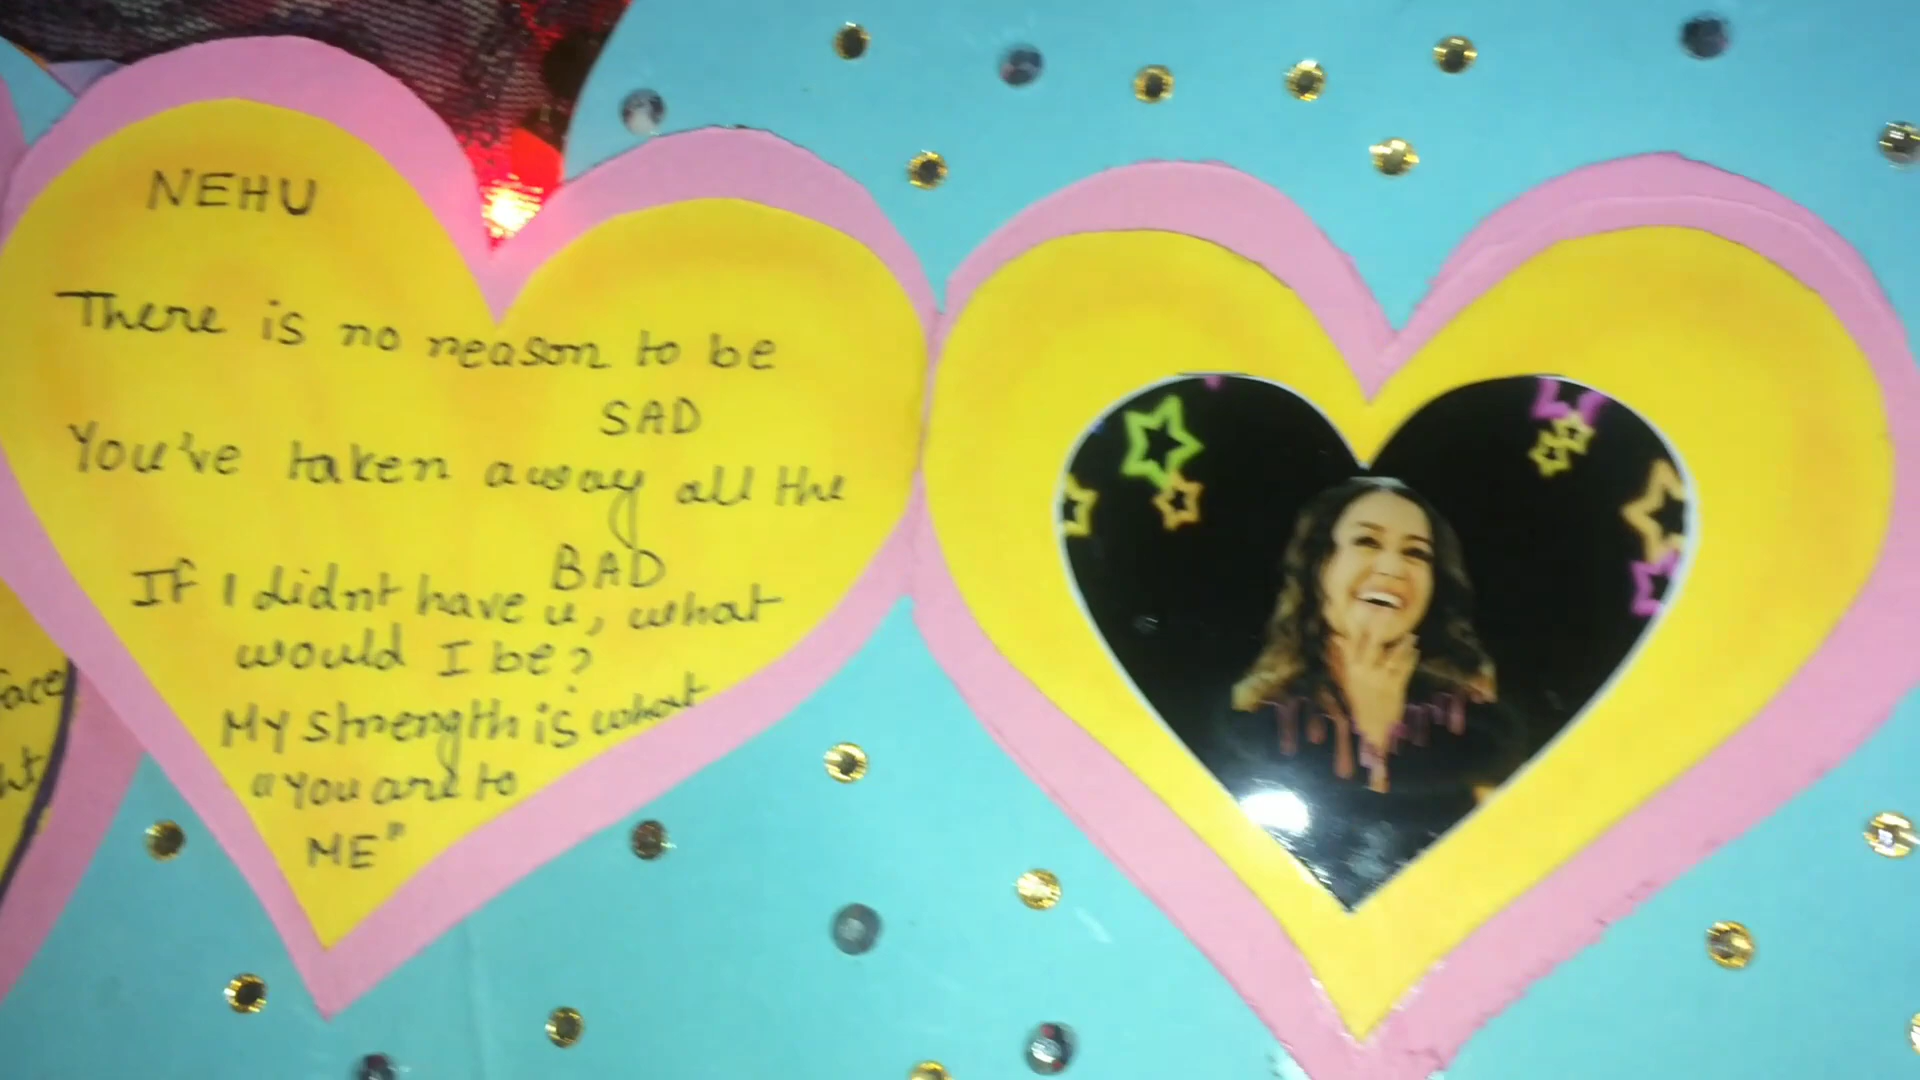 NEHU
There is no reason to be
SAD
You've taken away all the
BAD
If I didnt have u, what
would I be?
My strength is what
"you are to
ME"
face